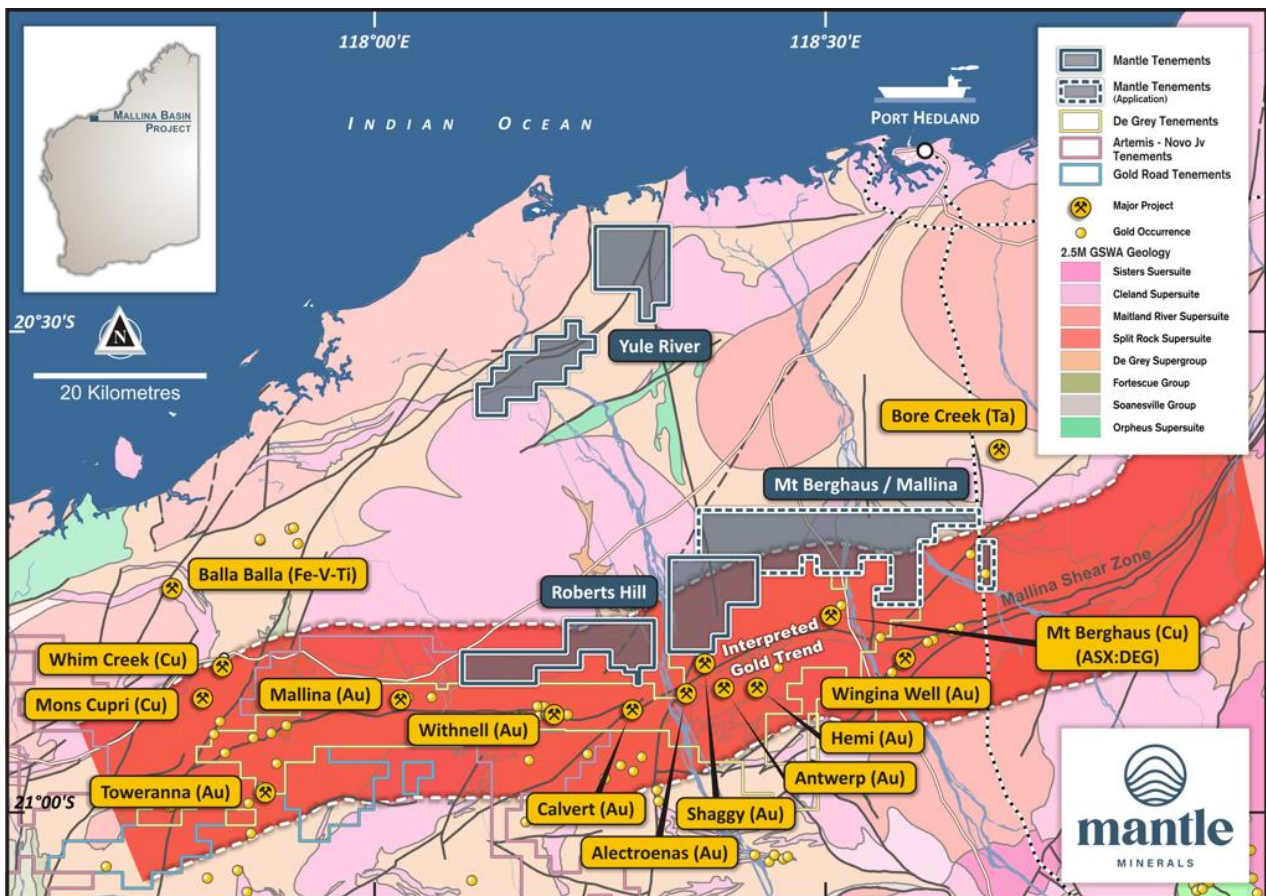 118°00'E
118°30'E
MALLINA BASIN
PROJECT
INDIAN OCEAN
PORT HEDLAND
Mantle Tenements
Mantle Tenements
(Application)
De Grey Tenements
Artemis - Novo Jv
Tenements
Gold Road Tenements
Major Project
Gold Occurrence
2.5M GSWA Geology
Sisters Suersuite
Cleland Supersuite
Maitland River Supersuite
Split Rock Supersuite
De Grey Supergroup
Fortescue Group
Soanesville Group
Orpheus Supersuite
20°30'S
N
20 Kilometres
Yule River
Bore Creek (Ta)
Mt Berghaus / Mallina
Balla Balla (Fe-V-Ti)
Roberts Hill
Mallina Shear Zone
Interpreted
Gold Trend
Mt Berghaus (Cu)
(ASX:DEG)
Whim Creek (Cu)
Mons Cupri (Cu)
Mallina (Au)
Withnell (Au)
Wingina Well (Au)
Hemi (Au)
Antwerp (Au)
Toweranna (Au)
Calvert (Au)
Shaggy (Au)
Alectroenas (Au)
21°00'S
mantle
MINERALS